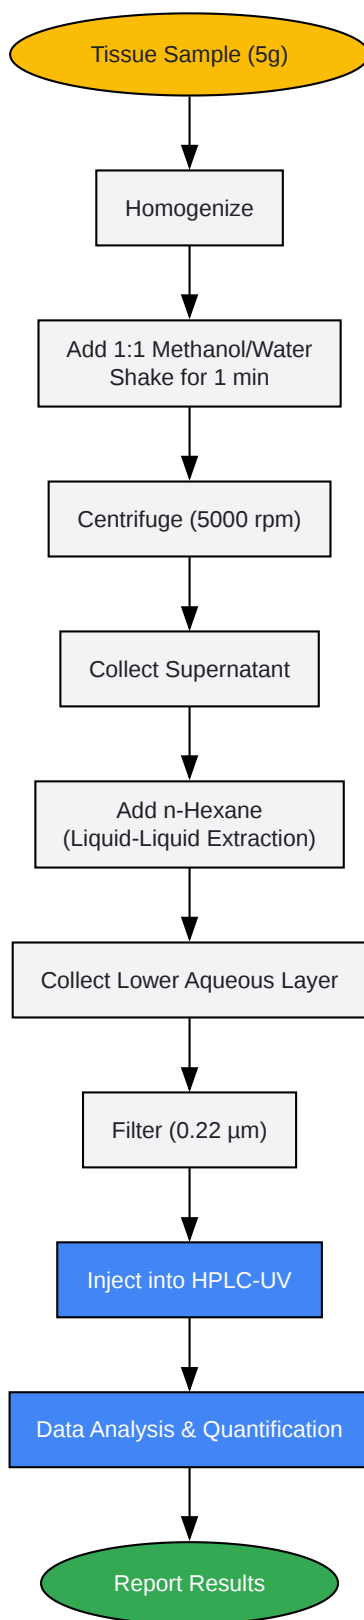 Tissue Sample (5g)
Homogenize
Add 1:1 Methanol/Water
Shake for 1 min
Centrifuge (5000 rpm)
Collect Supernatant
Add n-Hexane
(Liquid-Liquid Extraction)
Collect Lower Aqueous Layer
Filter (0.22 µm)
Inject into HPLC-UV
Data Analysis & Quantification
Report Results